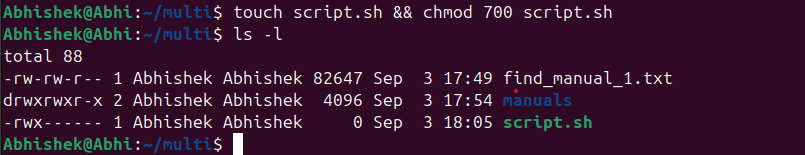 Abhishek@Abhi:~/multi$ touch script.sh && chmod 700 script.sh
Abhishek@Abhi:~/multi$ ls -l
total 88
-rw-rw-r-- 1 Abhishek Abhishek 82647 Sep  3 17:49 find_manual_1.txt
drwxrwxr-x 2 Abhishek Abhishek  4096 Sep  3 17:54 manuals
-rwx------ 1 Abhishek Abhishek     0 Sep  3 18:05 script.sh
Abhishek@Abhi:~/multi$